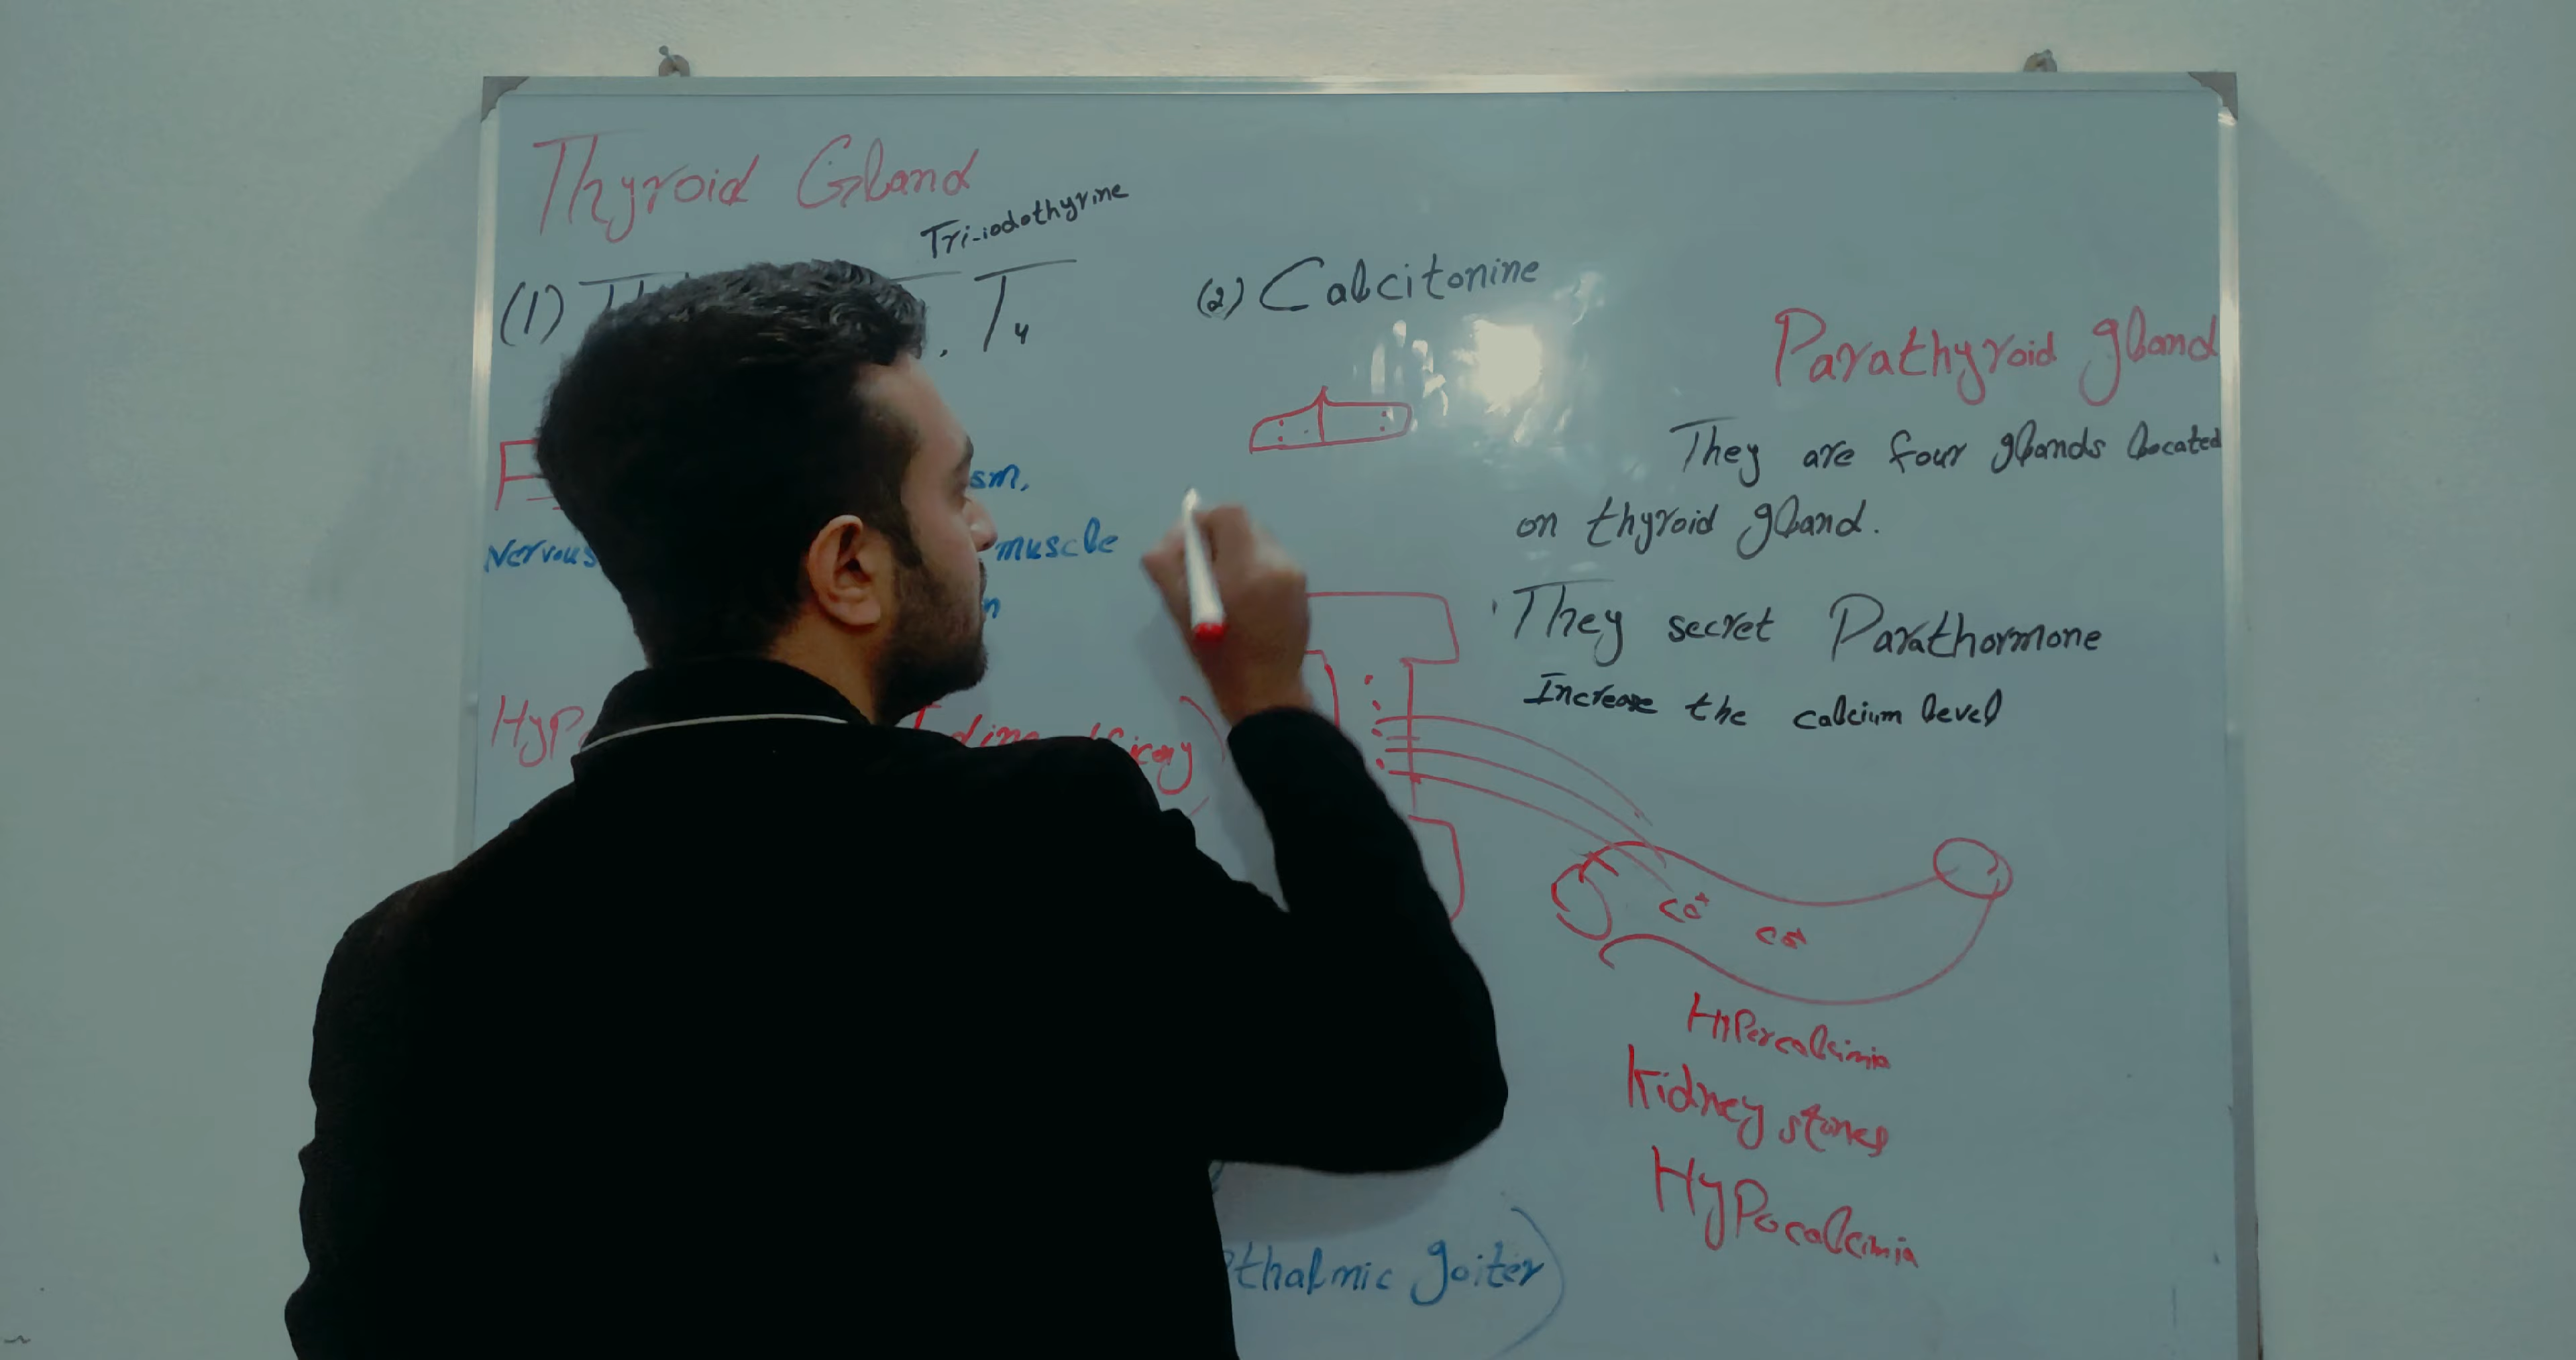 Thyroid Gland
Tri-iodothyrine
(1)
, T4
(2) Calcitonine
sm,
Nervous
muscle
n
Parathyroid gland
They are four glands located
on thyroid gland.
They secret Parathormone
Increase the calcium level
Ca+ Ca+
Hypercalcimia
Kidney stones
Hypocalcimia
thalmic goiter)